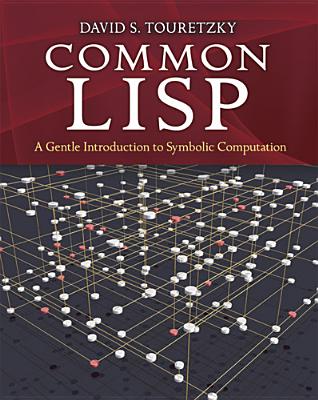 DAVID S. TOURETZKY
COMMON
LISP
A Gentle Introduction to Symbolic Computation